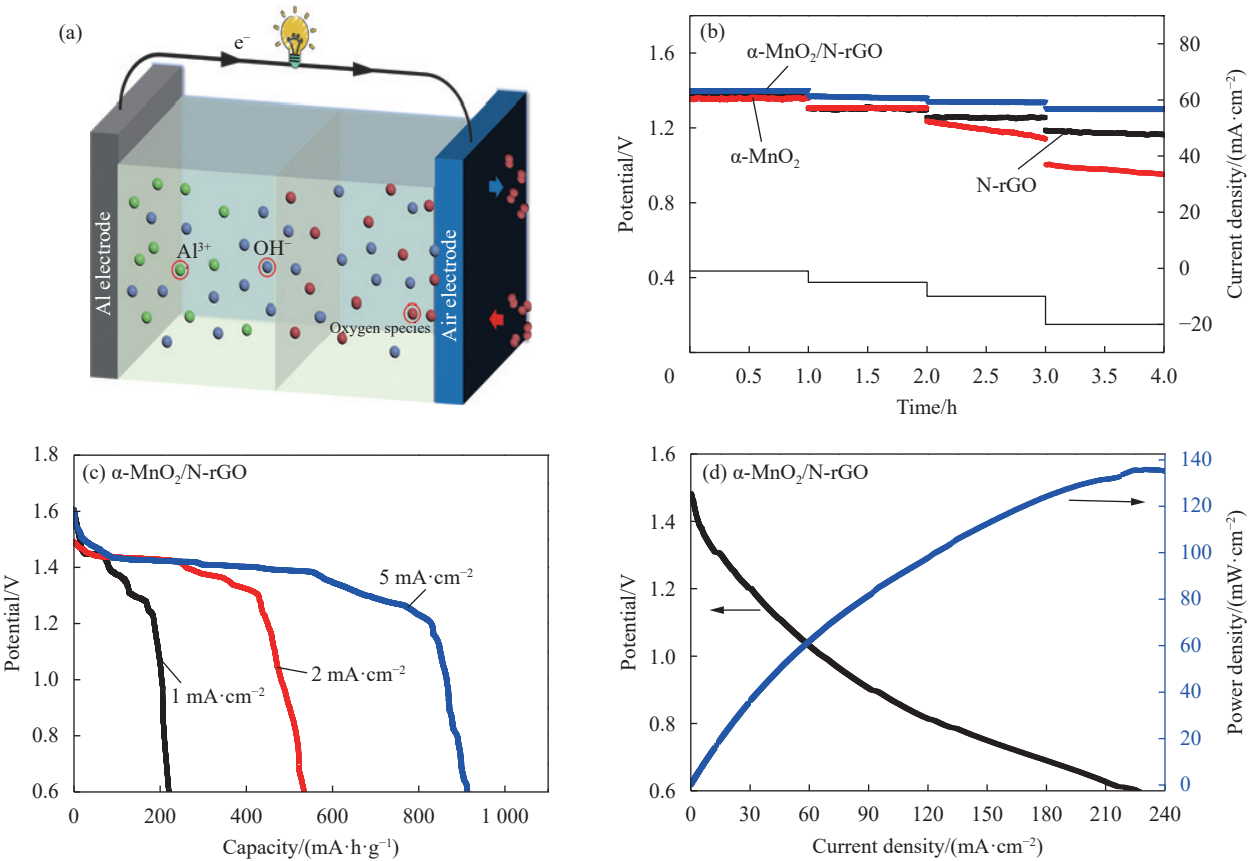 (a)
e⁻
Al electrode
Al³⁺
OH⁻
Oxygen species
Air electrode
(b)
α-MnO₂/N-rGO
α-MnO₂
N-rGO
Potential/V
1.6
1.2
0.8
0.4
0
0.5
1.0
1.5
2.0
2.5
3.0
3.5
4.0
Time/h
80
60
40
20
0
−20
Current density/(mA·cm⁻²)
(c) α-MnO₂/N-rGO
5 mA·cm⁻²
2 mA·cm⁻²
1 mA·cm⁻²
Potential/V
1.8
1.6
1.4
1.2
1.0
0.8
0.6
0
200
400
600
800
1 000
Capacity/(mA·h·g⁻¹)
(d) α-MnO₂/N-rGO
Potential/V
1.6
1.4
1.2
1.0
0.8
0.6
0
30
60
90
120
150
180
210
240
Current density/(mA·cm⁻²)
140
120
100
80
60
40
20
0
Power density/(mW·cm⁻²)